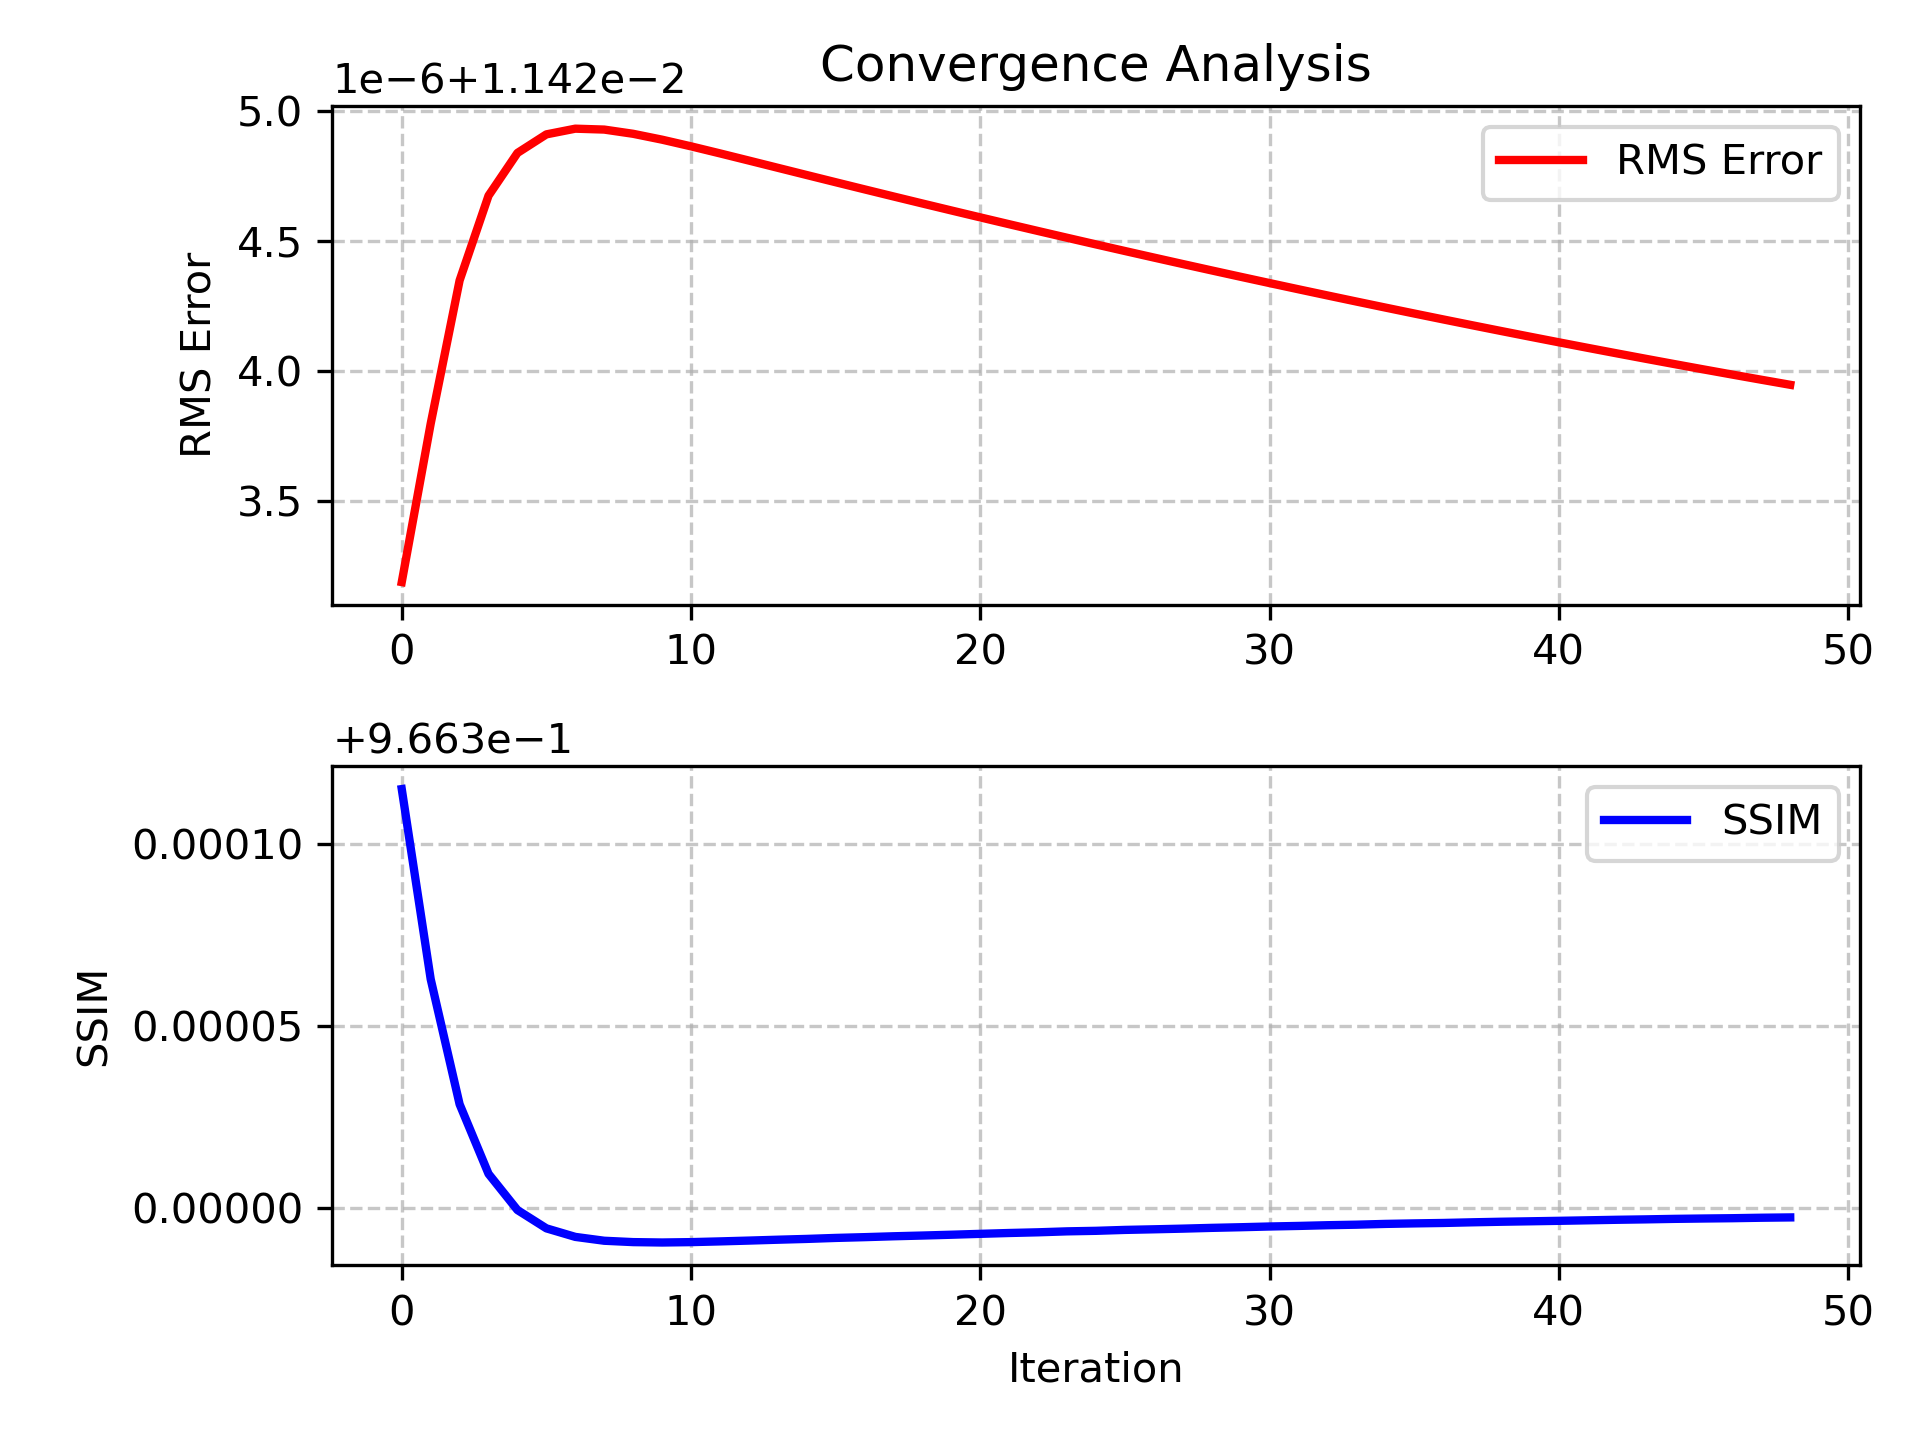 Convergence Analysis
1e−6+1.142e−2
5.0
4.5
4.0
3.5
RMS Error
RMS Error
0 10 20 30 40 50
+9.663e−1
0.00010
0.00005
0.00000
SSIM
SSIM
0 10 20 30 40 50
Iteration